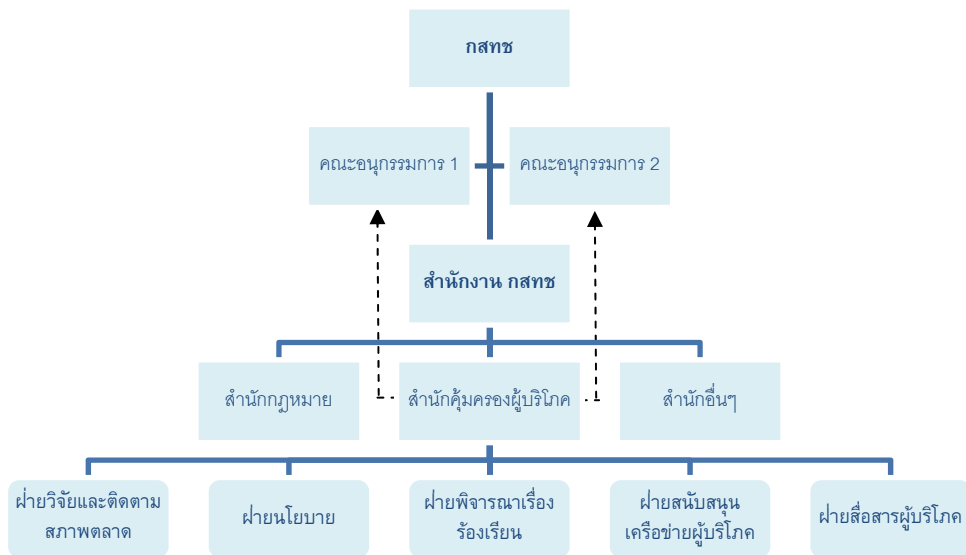 กสทช
คณะอนุกรรมการ 1
คณะอนุกรรมการ 2
สำนักงาน กสทช
สำนักกฎหมาย
สำนักคุ้มครองผู้บริโภค
สำนักอื่นๆ
ฝ่ายวิจัยและติดตาม
สภาพตลาด
ฝ่ายนโยบาย
ฝ่ายพิจารณาเรื่อง
ร้องเรียน
ฝ่ายสนับสนุน
เครือข่ายผู้บริโภค
ฝ่ายสื่อสารผู้บริโภค